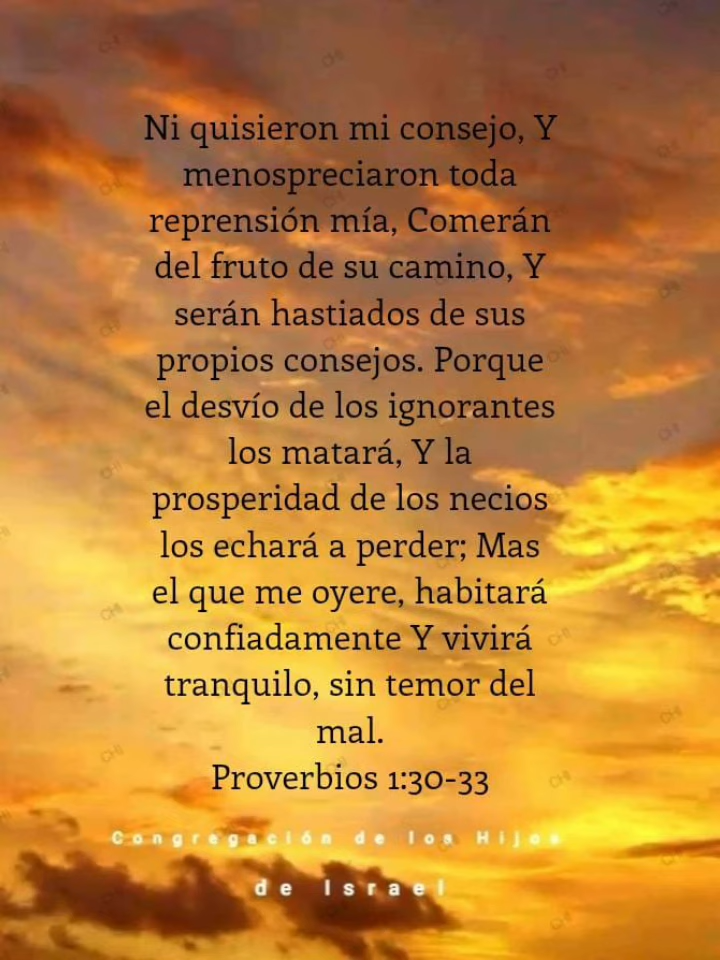 Ni quisieron mi consejo, Y
menospreciaron toda
reprensión mía, Comerán
del fruto de su camino, Y
serán hastiados de sus
propios consejos. Porque
el desvío de los ignorantes
los matará, Y la
prosperidad de los necios
los echará a perder; Mas
el que me oyere, habitará
confiadamente Y vivirá
tranquilo, sin temor del
mal.
Proverbios 1:30-33
Congregación de los Hijos
de Israel